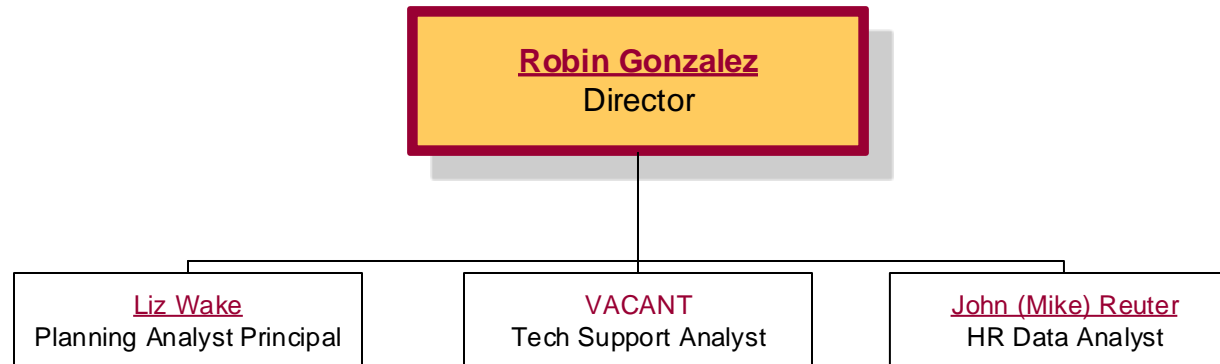 Robin Gonzalez
Director
Liz Wake
Planning Analyst Principal
VACANT
Tech Support Analyst
John (Mike) Reuter
HR Data Analyst